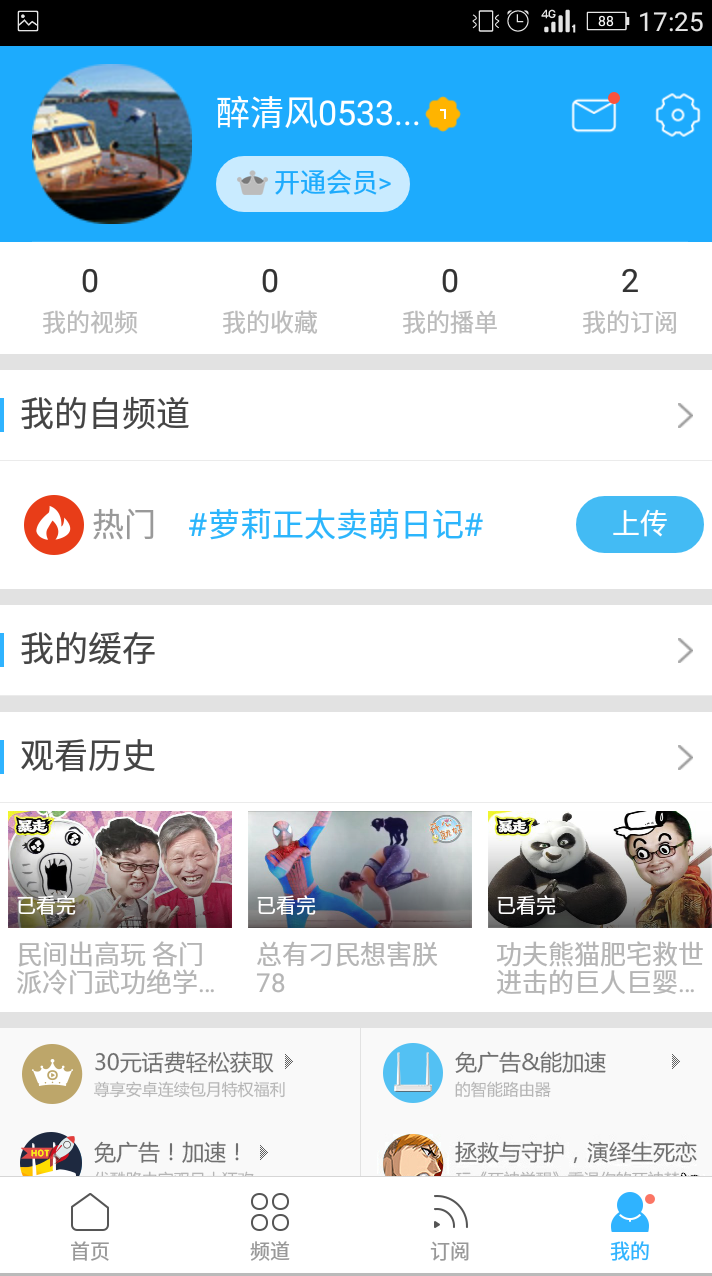 4G 1 88 17:25
醉清风0533...
开通会员>
0 0 0 2
我的视频 我的收藏 我的播单 我的订阅
我的自频道
热门 #萝莉正太卖萌日记# 上传
我的缓存
观看历史
暴走 暴走
已看完 已看完 已看完
民间出高玩 各门
派冷门武功绝学...
总有刁民想害朕
78
功夫熊猫肥宅救世
进击的巨人巨婴...
30元话费轻松获取
尊享安卓连续包月特权福利
免广告&能加速
的智能路由器
HOT
免广告！加速！
拯救与守护，演绎生死恋
首页 频道 订阅 我的